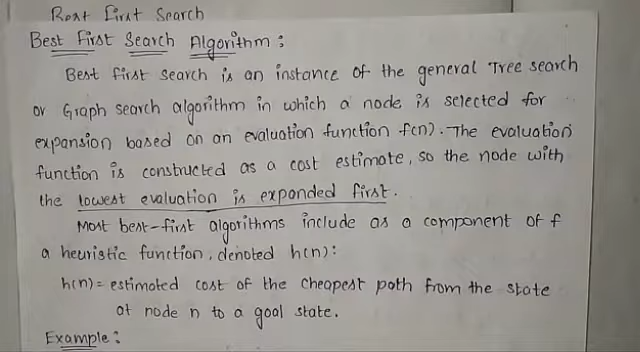 Best First Search
Best First Search Algorithm :
Best first search is an instance of the general Tree search
or Graph search algorithm in which a node is selected for
expansion based on an evaluation function f(n). The evaluation
function is constructed as a cost estimate, so the node with
the lowest evaluation is expanded first.
Most best-first algorithms include as a component of f
a heuristic function, denoted h(n):
h(n) = estimated cost of the cheapest path from the state
at node n to a goal state.
Example :